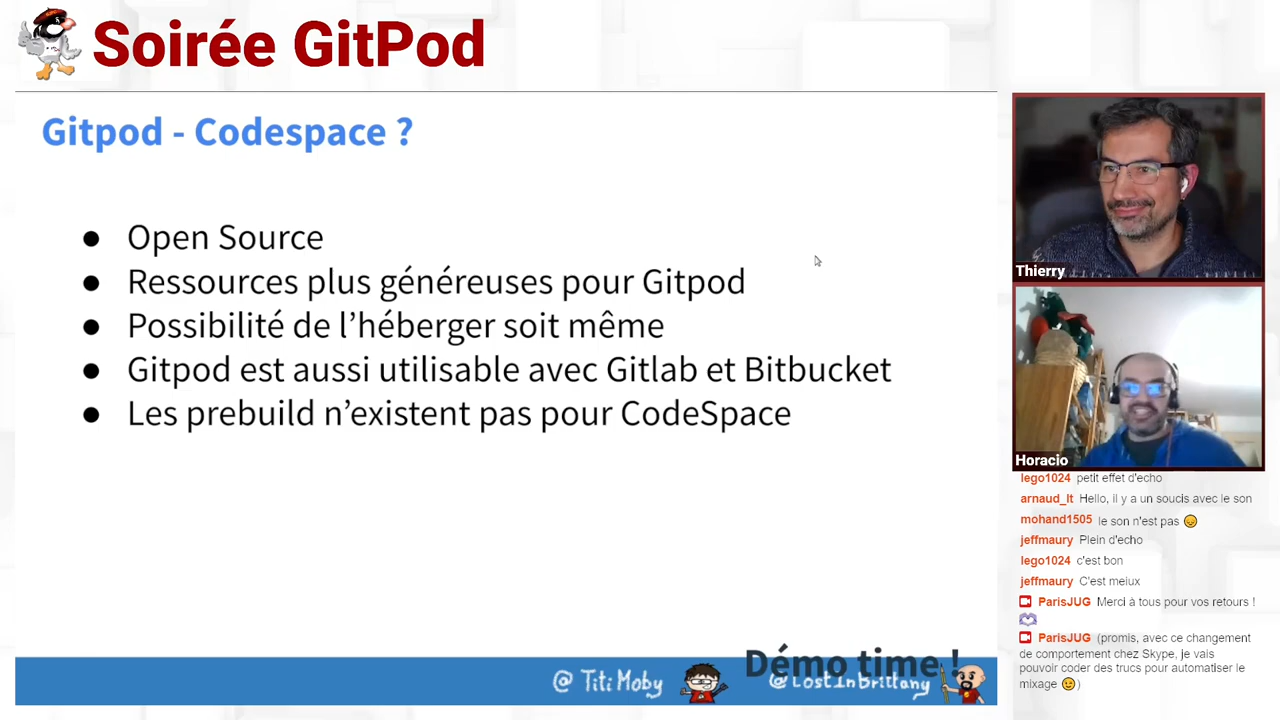 Soirée GitPod
Gitpod - Codespace ?
● Open Source
● Ressources plus généreuses pour Gitpod
● Possibilité de l’héberger soit même
● Gitpod est aussi utilisable avec Gitlab et Bitbucket
● Les prebuild n’existent pas pour CodeSpace
Démo time !
@TitiMoby
@LostInBrittany
Thierry
Horacio
lego1024 petit effet d'echo
arnaud_lt Hello, il y a un soucis avec le son
mohand1505 le son n'est pas 😞
jeffmaury Plein d'echo
lego1024 c'est bon
jeffmaury C'est meiux
ParisJUG Merci à tous pour vos retours !
ParisJUG (promis, avec ce changement
de comportement chez Skype, je vais
pouvoir coder des trucs pour automatiser le
mixage 😉)